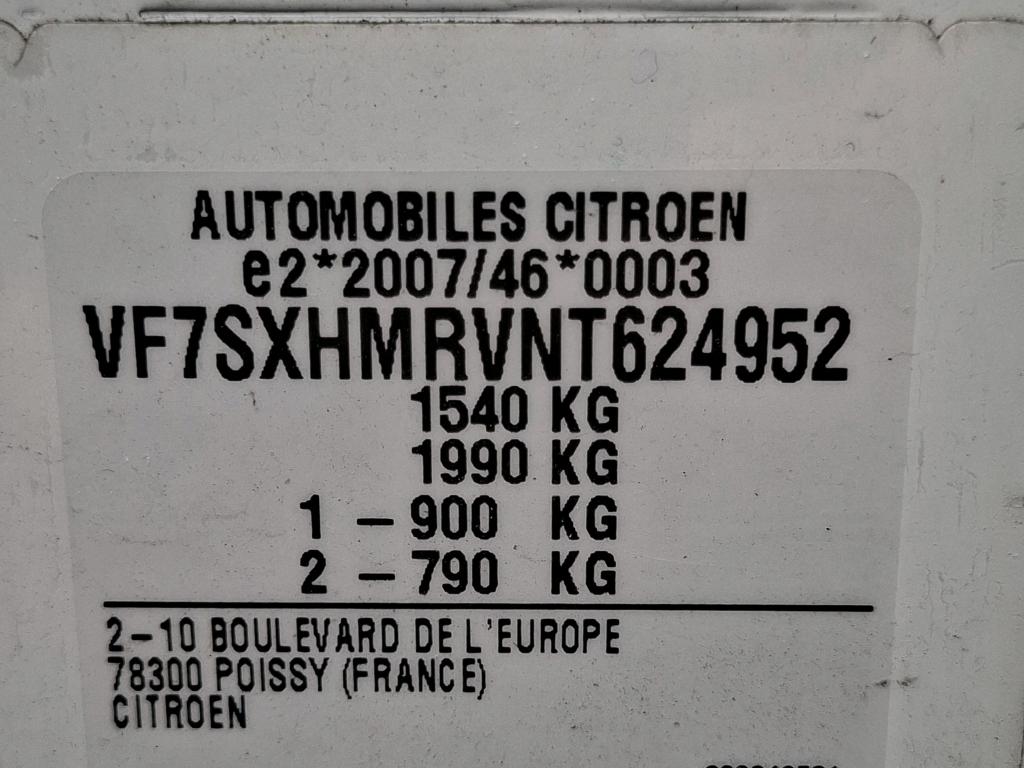 AUTOMOBILES CITROEN
e2*2007/46*0003
VF7SXHMRVNT624952
1540 KG
1990 KG
1 - 900 KG
2 - 790 KG
2-10 BOULEVARD DE L'EUROPE
78300 POISSY (FRANCE)
CITROEN